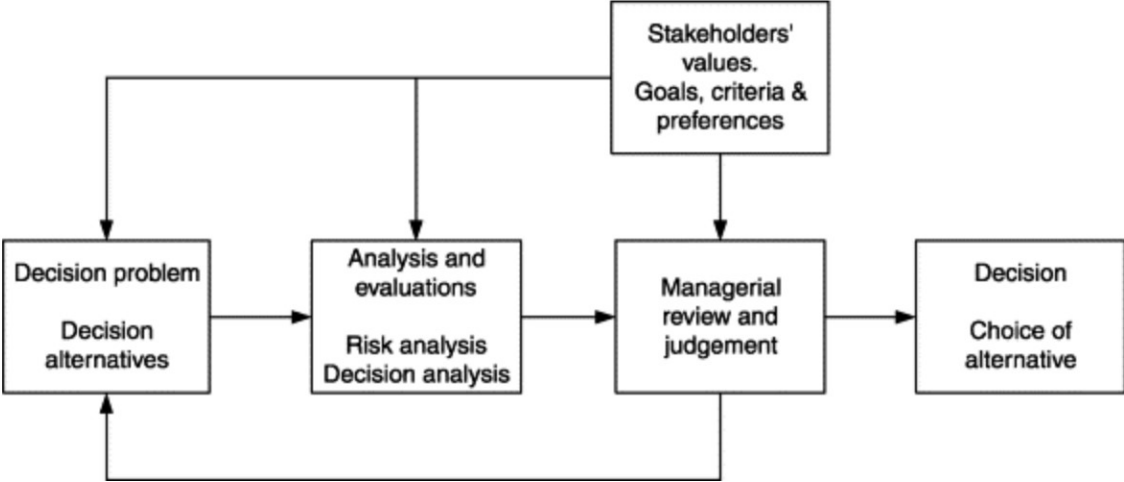 Stakeholders'
values.
Goals, criteria &
preferences
Decision problem
Decision
alternatives
Analysis and
evaluations
Risk analysis
Decision analysis
Managerial
review and
judgement
Decision
Choice of
alternative